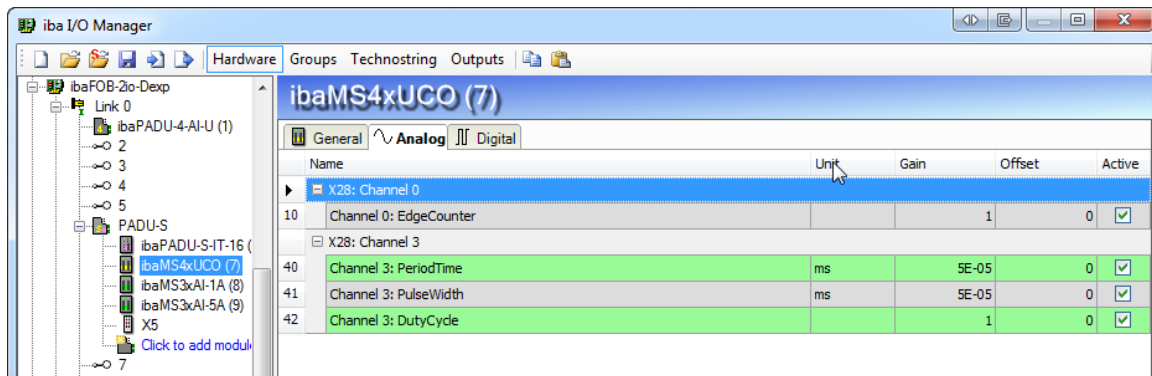 iba I/O Manager
Hardware Groups Technostring Outputs
ibaFOB-2io-Dexp
Link 0
ibaPADU-4-AI-U (1)
2
3
4
5
PADU-S
ibaPADU-S-IT-16 (
ibaMS4xUCO (7)
ibaMS3xAI-1A (8)
ibaMS3xAI-5A (9)
X5
Click to add modul
7
ibaMS4xUCO (7)
General Analog Digital
Name Unit Gain Offset Active
X28: Channel 0
10 Channel 0: EdgeCounter 1 0
X28: Channel 3
40 Channel 3: PeriodTime ms 5E-05 0
41 Channel 3: PulseWidth ms 5E-05 0
42 Channel 3: DutyCycle 1 0